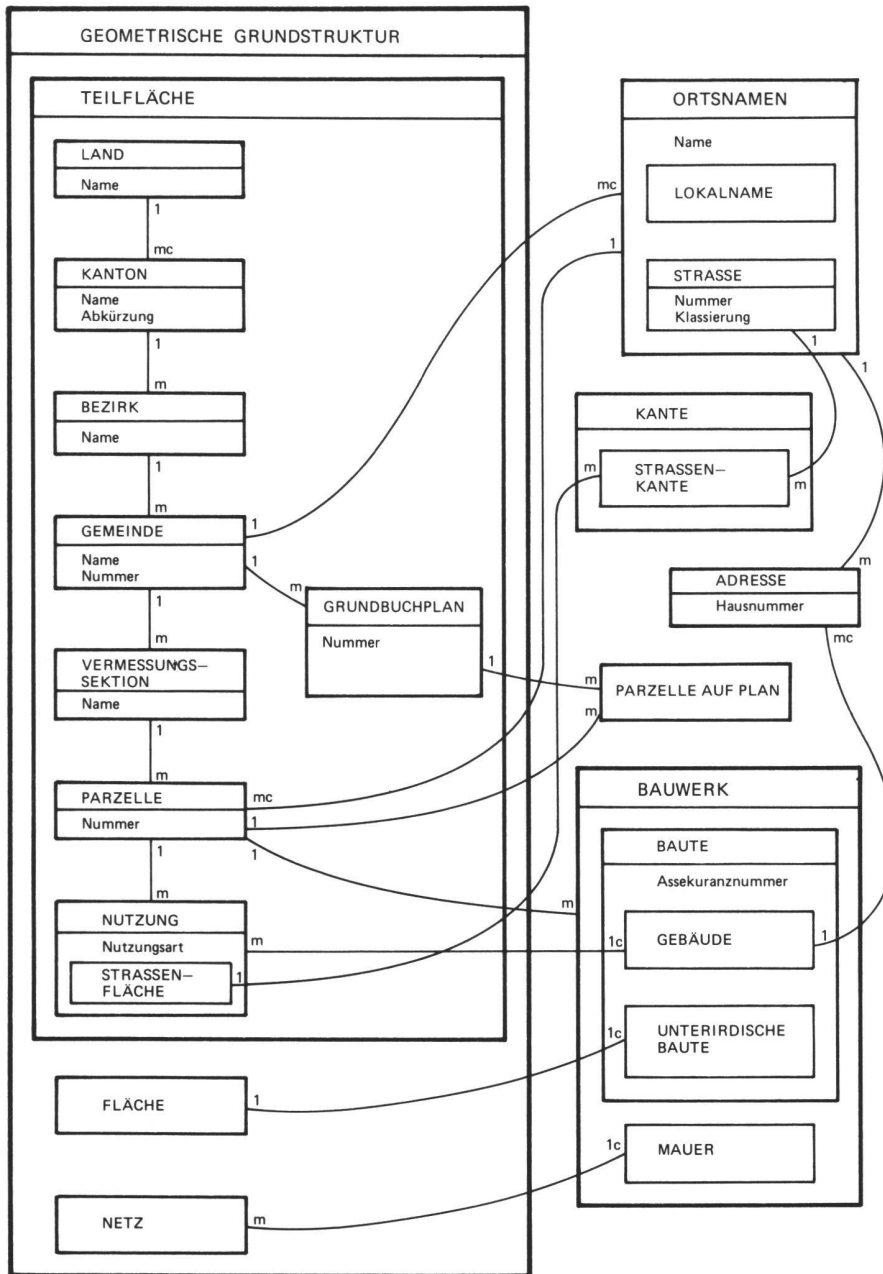 GEOMETRISCHE GRUNDSTRUKTUR
TEILFLÄCHE
LAND
Name
1
mc
KANTON
Name
Abkürzung
1
m
BEZIRK
Name
1
m
GEMEINDE
Name
Nummer
1
1
1
m
GRUNDBUCHPLAN
Nummer
1
m
VERMESSUNGS-
SEKTION
Name
1
m
PARZELLE
Nummer
mc
1
1
1
m
NUTZUNG
Nutzungsart
m
STRASSEN-
FLÄCHE
1
FLÄCHE
1
NETZ
m
ORTSNAMEN
Name
mc
LOKALNAME
1
STRASSE
Nummer
Klassierung
1
1
KANTE
m
STRASSEN-
KANTE
m
m
ADRESSE
Hausnummer
mc
m
PARZELLE AUF PLAN
m
BAUWERK
m
BAUTE
Assekuranznummer
1c
GEBÄUDE
1
1c
UNTERIRDISCHE
BAUTE
1c
MAUER